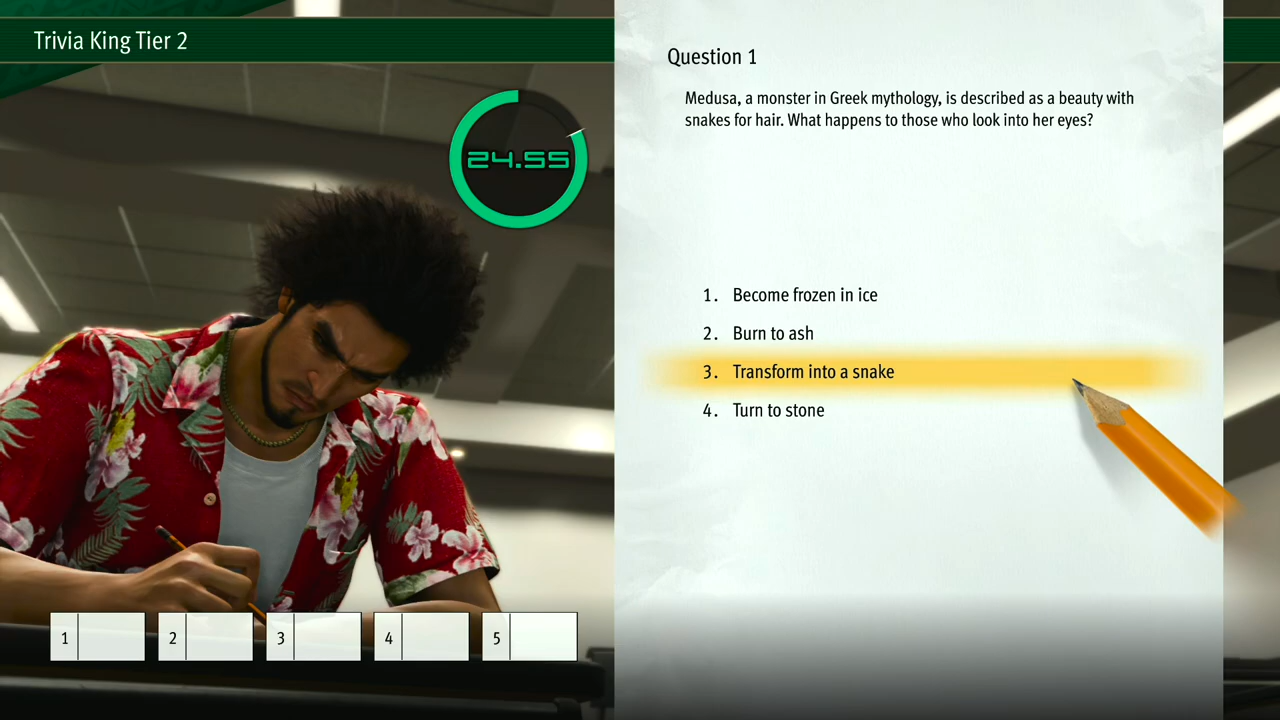 Trivia King Tier 2
24.55
Question 1
Medusa, a monster in Greek mythology, is described as a beauty with
snakes for hair. What happens to those who look into her eyes?
1. Become frozen in ice
2. Burn to ash
3. Transform into a snake
4. Turn to stone
1
2
3
4
5